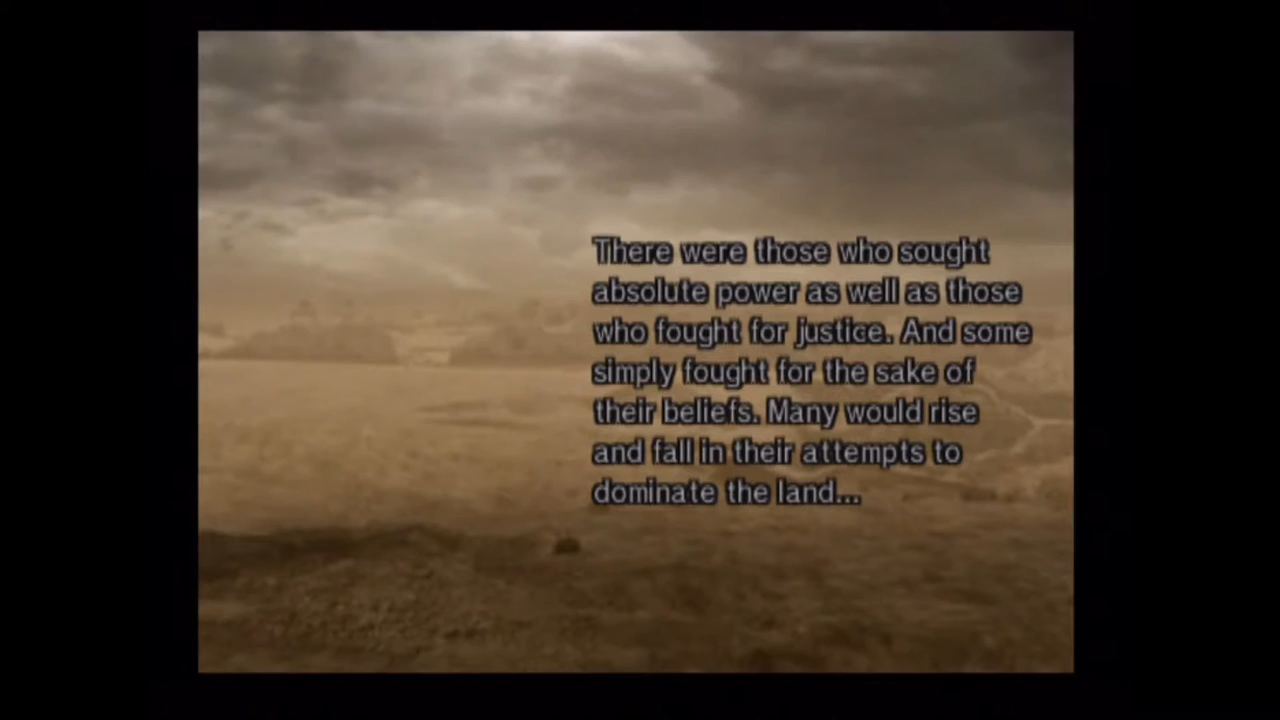 There were those who sought
absolute power as well as those
who fought for justice. And some
simply fought for the sake of
their beliefs. Many would rise
and fall in their attempts to
dominate the land...